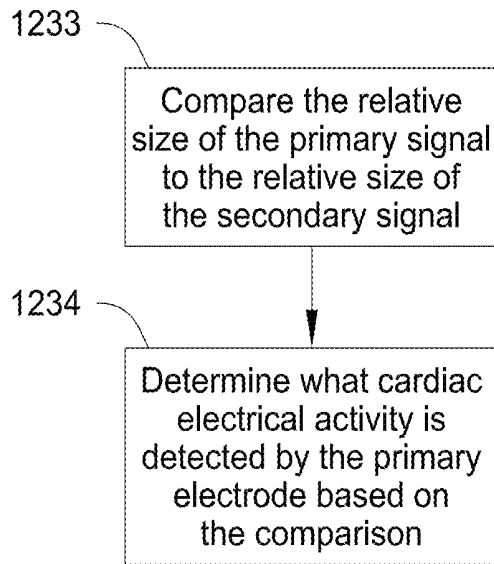 1233
Compare the relative
size of the primary signal
to the relative size of
the secondary signal
1234
Determine what cardiac
electrical activity is
detected by the primary
electrode based on
the comparison